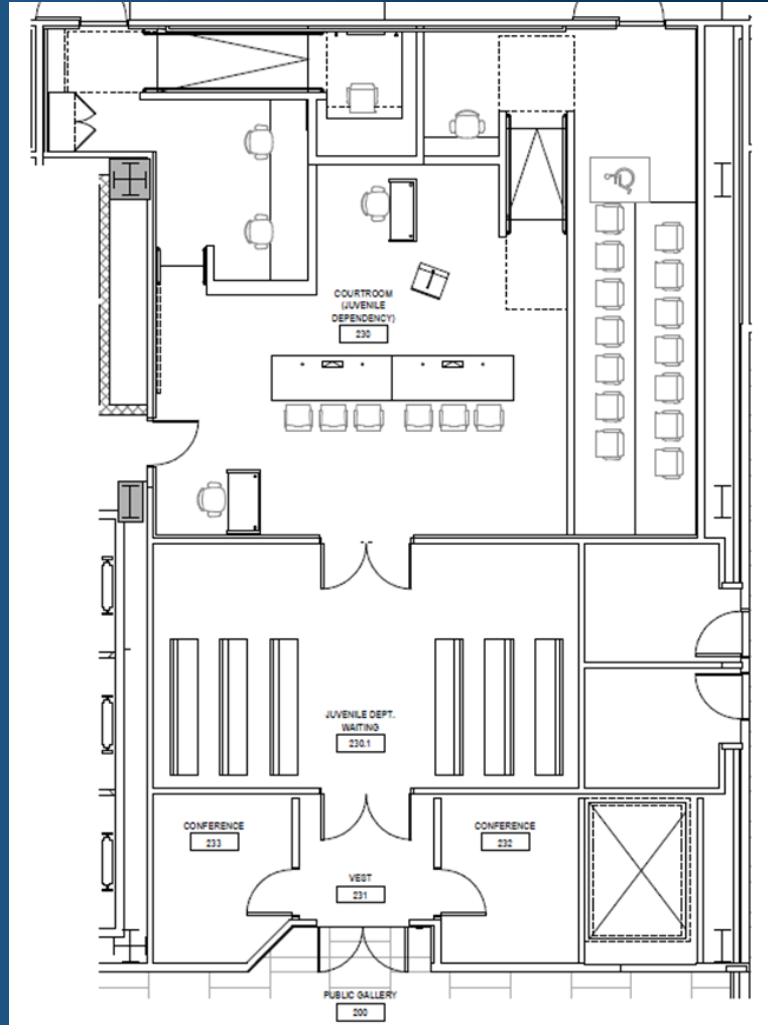 COURTROOM
(JUVENILE
DEPENDENCY)
230
JUVENILE DEPT.
WAITING
230.1
CONFERENCE
233
CONFERENCE
232
VEST
231
PUBLIC GALLERY
200